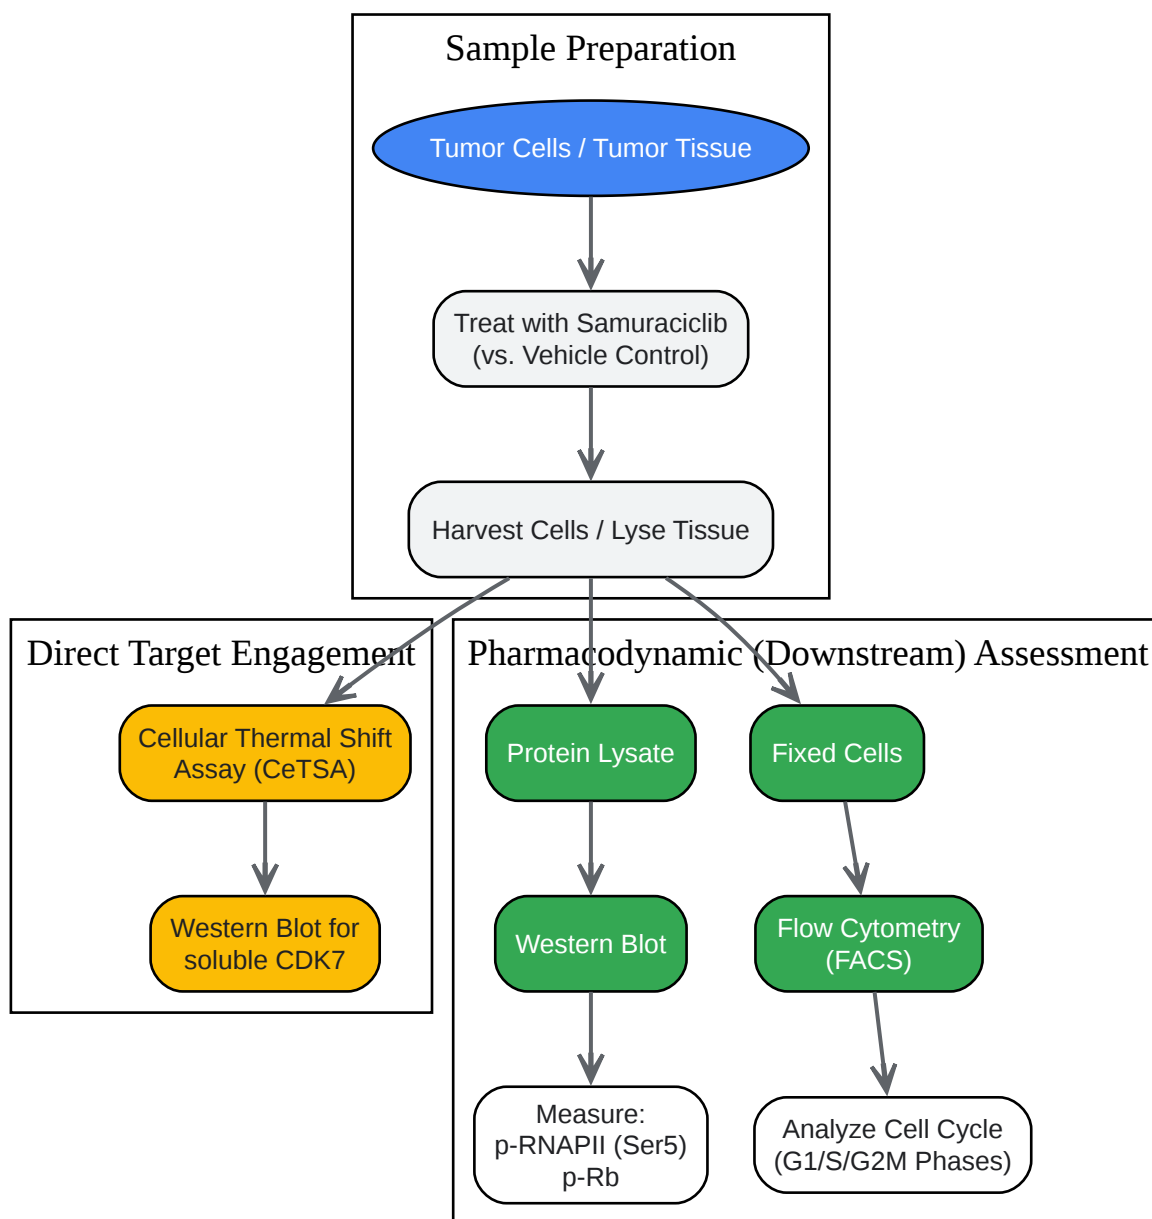 Sample Preparation
Tumor Cells / Tumor Tissue
Treat with Samuraciclib
(vs. Vehicle Control)
Harvest Cells / Lyse Tissue
Direct Target Engagement
Cellular Thermal Shift
Assay (CeTSA)
Western Blot for
soluble CDK7
Pharmacodynamic (Downstream) Assessment
Protein Lysate
Western Blot
Measure:
p-RNAPII (Ser5)
p-Rb
Fixed Cells
Flow Cytometry
(FACS)
Analyze Cell Cycle
(G1/S/G2M Phases)